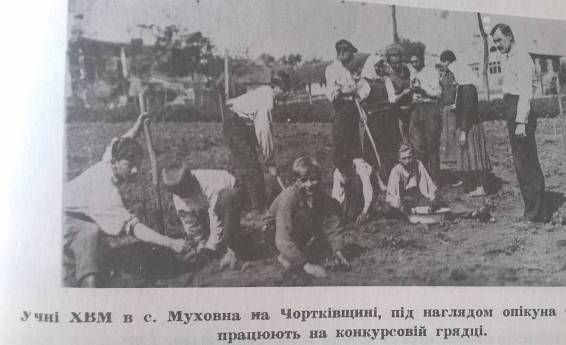 Учні ХВМ в с. Муховна на Чортківщині, під наглядом опікуна
працюють на конкурсовій грядці.